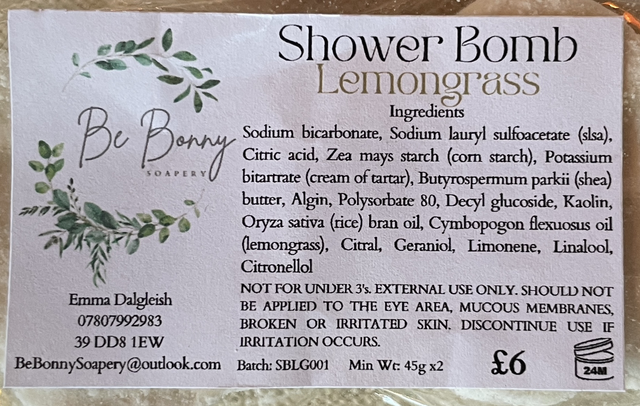 Be Bonny
SOAPERY
Emma Dalgleish
07807992983
39 DD8 1EW
BeBonnySoapery@outlook.com
Shower Bomb
Lemongrass
Ingredients
Sodium bicarbonate, Sodium lauryl sulfoacetate (slsa),
Citric acid, Zea mays starch (corn starch), Potassium
bitartrate (cream of tartar), Butyrospermum parkii (shea)
butter, Algin, Polysorbate 80, Decyl glucoside, Kaolin,
Oryza sativa (rice) bran oil, Cymbopogon flexuosus oil
(lemongrass), Citral, Geraniol, Limonene, Linalool,
Citronellol
NOT FOR UNDER 3's. EXTERNAL USE ONLY. SHOULD NOT
BE APPLIED TO THE EYE AREA, MUCOUS MEMBRANES,
BROKEN OR IRRITATED SKIN. DISCONTINUE USE IF
IRRITATION OCCURS.
Batch: SBLG001 Min Wt: 45g x2 £6
24M